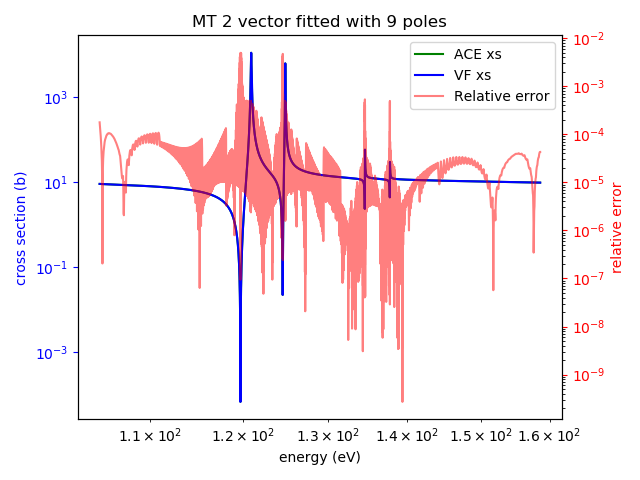 MT 2 vector fitted with 9 poles
ACE xs
VF xs
Relative error
cross section (b)
10³
10¹
10⁻¹
10⁻³
10⁻²
10⁻³
10⁻⁴
10⁻⁵
10⁻⁶
10⁻⁷
10⁻⁸
10⁻⁹
relative error
1.1 × 10² 1.2 × 10² 1.3 × 10² 1.4 × 10² 1.5 × 10² 1.6 × 10²
energy (eV)